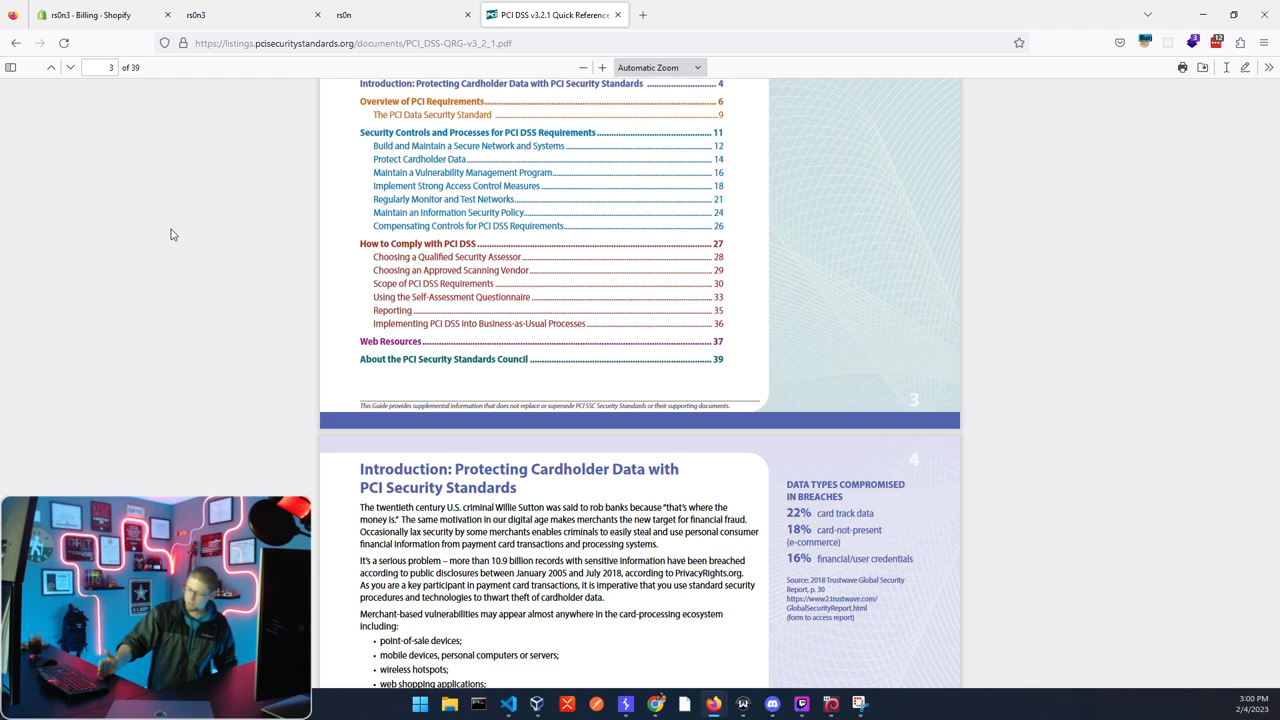 rs0nl - Billing - Shopify
rs0n3
rs0n
PCI DSS v3.2.1 Quick Reference
https://listings.pcisecuritystandards.org/documents/PCI_DSS-QRG-v3_2_1.pdf
3
12
3 of 39
Automatic Zoom
Introduction: Protecting Cardholder Data with PCI Security Standards 4
Overview of PCI Requirements 6
The PCI Data Security Standard 9
Security Controls and Processes for PCI DSS Requirements 11
Build and Maintain a Secure Network and Systems 12
Protect Cardholder Data 14
Maintain a Vulnerability Management Program 16
Implement Strong Access Control Measures 18
Regularly Monitor and Test Networks 21
Maintain an Information Security Policy 24
Compensating Controls for PCI DSS Requirements 26
How to Comply with PCI DSS 27
Choosing a Qualified Security Assessor 28
Choosing an Approved Scanning Vendor 29
Scope of PCI DSS Requirements 30
Using the Self-Assessment Questionnaire 33
Reporting 35
Implementing PCI DSS into Business-as-Usual Processes 36
Web Resources 37
About the PCI Security Standards Council 39
This Guide provides supplemental information that does not replace or supersede PCI SSC Security Standards or their supporting documents.
3
4
Introduction: Protecting Cardholder Data with
PCI Security Standards
The twentieth century U.S. criminal Willie Sutton was said to rob banks because “that’s where the
money is.” The same motivation in our digital age makes merchants the new target for financial fraud.
Occasionally lax security by some merchants enables criminals to easily steal and use personal consumer
financial information from payment card transactions and processing systems.
It’s a serious problem – more than 10.9 billion records with sensitive information have been breached
according to public disclosures between January 2005 and July 2018, according to PrivacyRights.org.
As you are a key participant in payment card transactions, it is imperative that you use standard security
procedures and technologies to thwart theft of cardholder data.
Merchant-based vulnerabilities may appear almost anywhere in the card-processing ecosystem
including:
• point-of-sale devices;
• mobile devices, personal computers or servers;
• wireless hotspots;
• web shopping applications;
DATA TYPES COMPROMISED
IN BREACHES
22% card track data
18% card-not-present
(e-commerce)
16% financial/user credentials
Source: 2018 Trustwave Global Security
Report, p. 30
https://www2.trustwave.com/
GlobalSecurityReport.html
(form to access report)
3:00 PM
2/4/2023